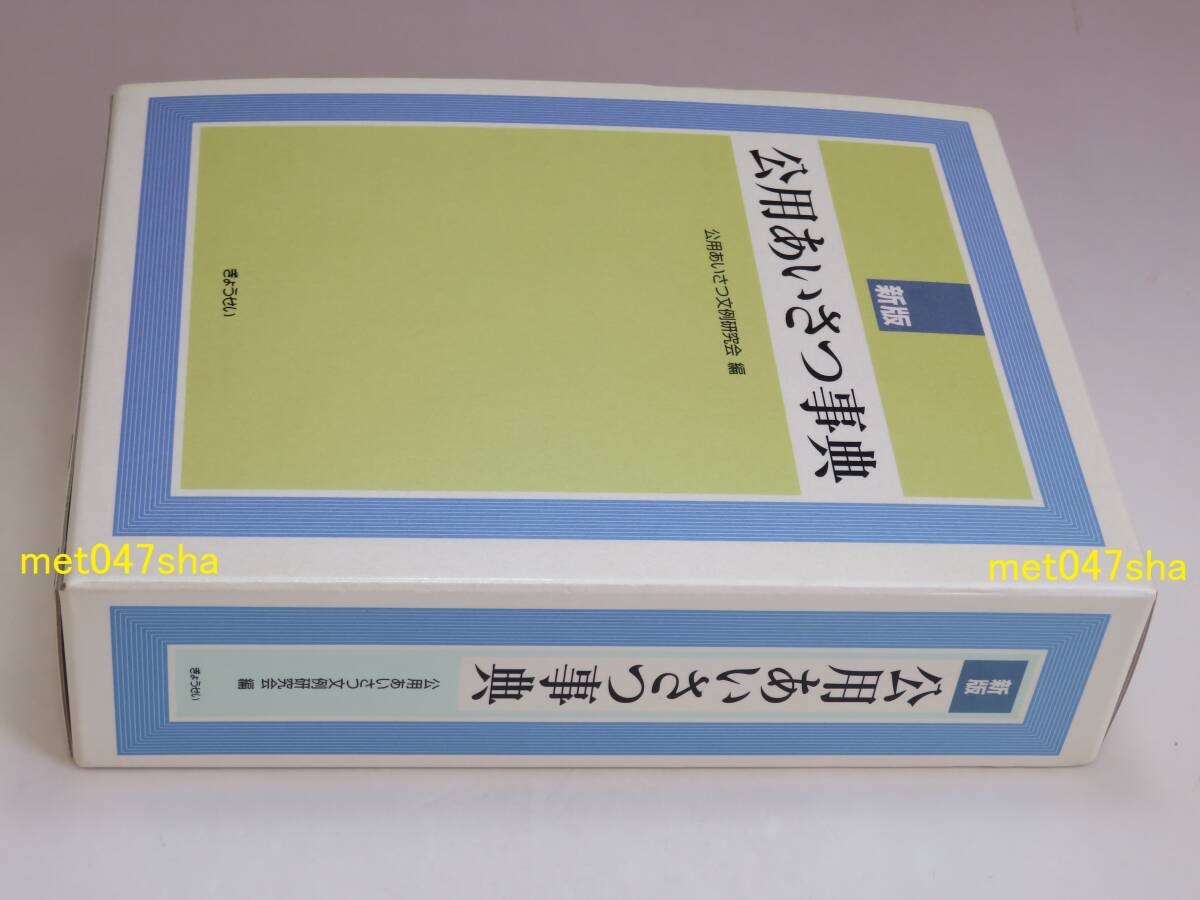 新版
公用あいさつ事典
公用あいさつ文例研究会 編
ぎょうせい
met047sha
met047sha
新版
公用あいさつ事典
公用あいさつ文例研究会 編
ぎょうせい